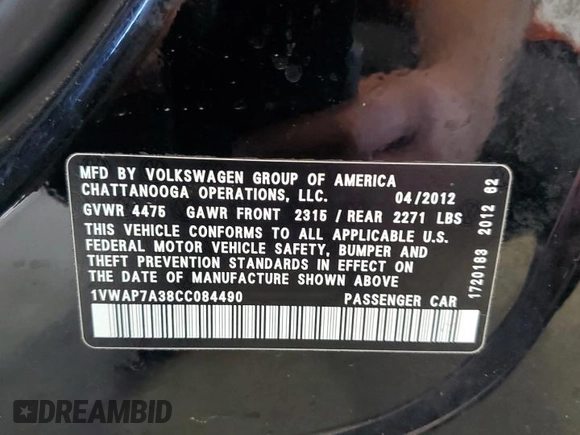 MFD BY VOLKSWAGEN GROUP OF AMERICA
CHATTANOOGA OPERATIONS, LLC. 04/2012
GVWR 4475 GAWR FRONT 2315 / REAR 2271 LBS
THIS VEHICLE CONFORMS TO ALL APPLICABLE U.S.
FEDERAL MOTOR VEHICLE SAFETY, BUMPER AND
THEFT PREVENTION STANDARDS IN EFFECT ON
THE DATE OF MANUFACTURE SHOWN ABOVE
1VWAP7A38CC084490 PASSENGER CAR
1720183 2012 02
DREAMBID